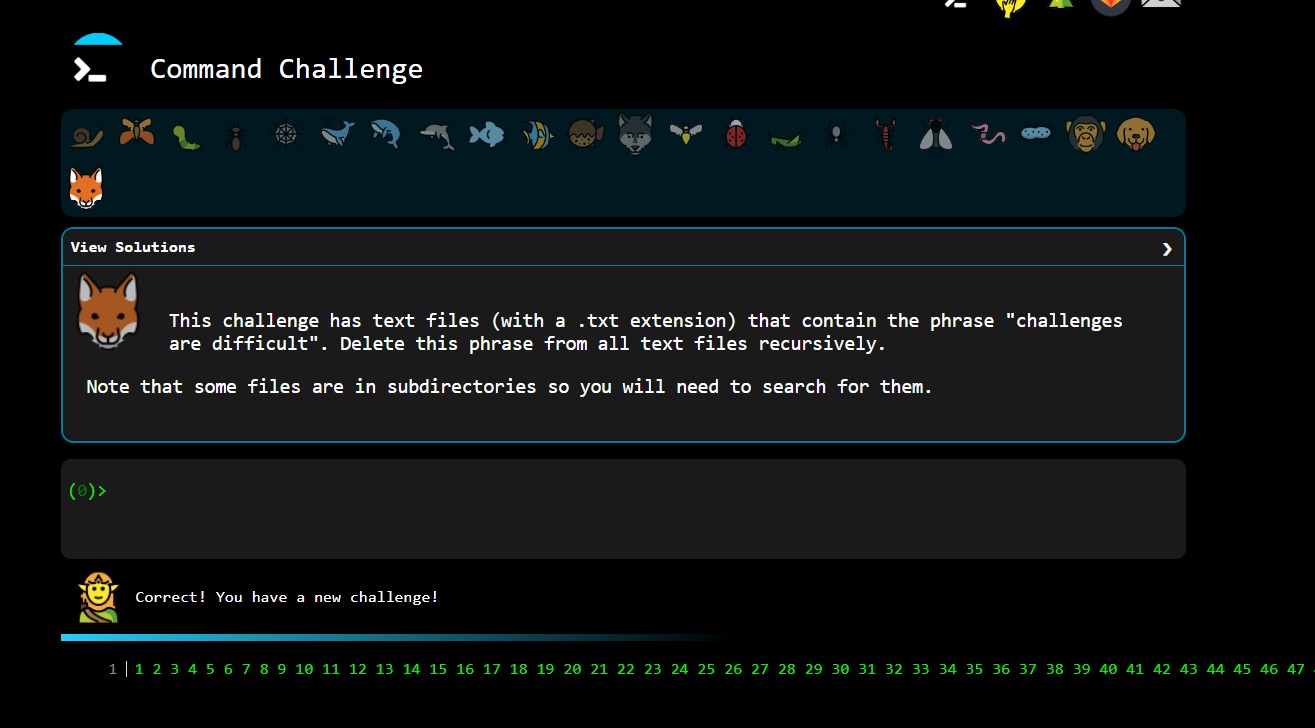 Command Challenge
View Solutions
This challenge has text files (with a .txt extension) that contain the phrase "challenges
are difficult". Delete this phrase from all text files recursively.
Note that some files are in subdirectories so you will need to search for them.
(0)>
Correct! You have a new challenge!
1 1 2 3 4 5 6 7 8 9 10 11 12 13 14 15 16 17 18 19 20 21 22 23 24 25 26 27 28 29 30 31 32 33 34 35 36 37 38 39 40 41 42 43 44 45 46 47